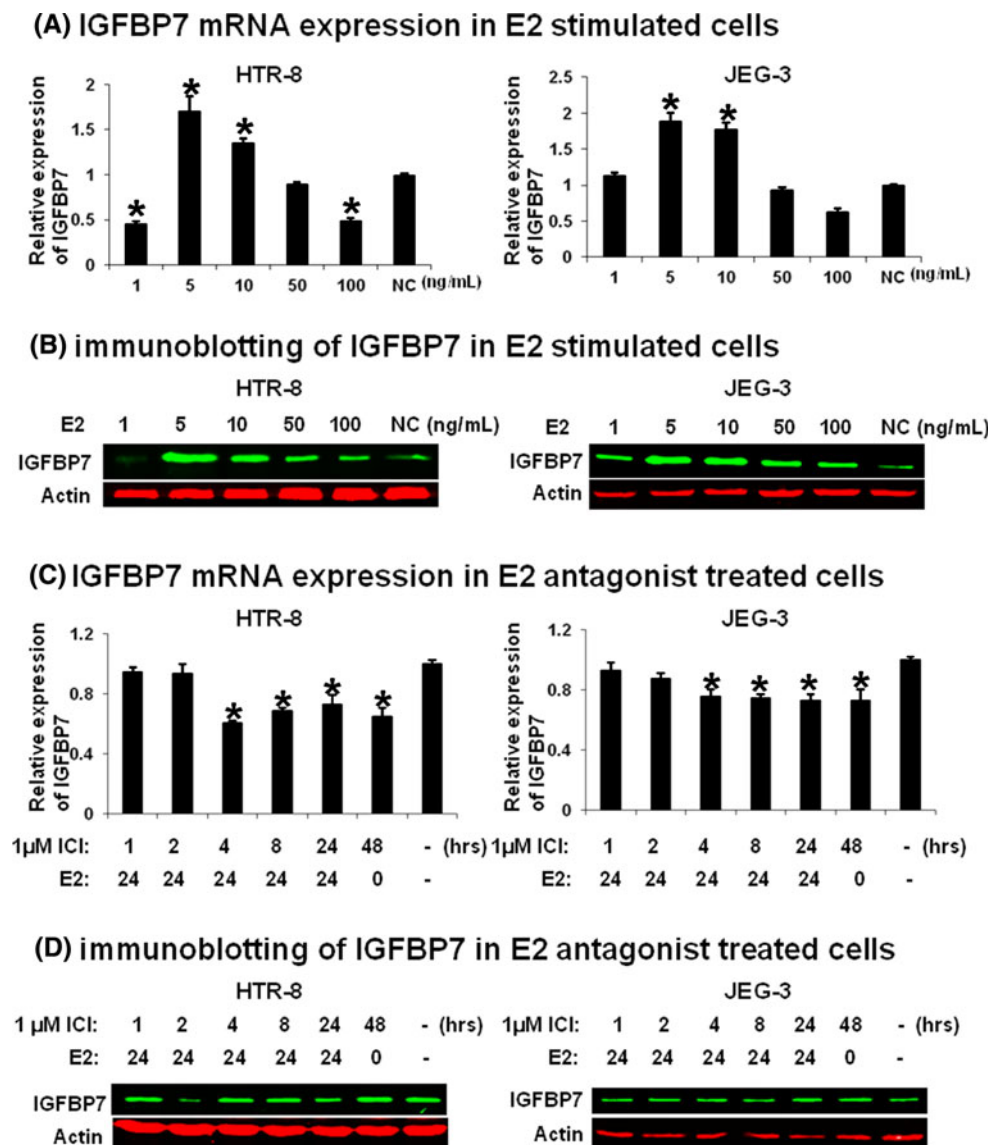 (A) IGFBP7 mRNA expression in E2 stimulated cells
HTR-8
Relative expression of IGFBP7
2
1.5
1
0.5
0
* * * *
1 5 10 50 100 NC (ng/mL)
JEG-3
Relative expression of IGFBP7
2.5
2
1.5
1
0.5
0
* *
1 5 10 50 100 NC (ng/mL)
(B) immunoblotting of IGFBP7 in E2 stimulated cells
HTR-8
E2 1 5 10 50 100 NC (ng/mL)
IGFBP7
Actin
JEG-3
E2 1 5 10 50 100 NC (ng/mL)
IGFBP7
Actin
(C) IGFBP7 mRNA expression in E2 antagonist treated cells
HTR-8
Relative expression of IGFBP7
1.2
0.8
0.4
0
* * * *
1µM ICI: 1 2 4 8 24 48 - (hrs)
E2: 24 24 24 24 24 0 -
JEG-3
Relative expression of IGFBP7
1.2
0.8
0.4
0
* * * *
1µM ICI: 1 2 4 8 24 48 - (hrs)
E2: 24 24 24 24 24 0 -
(D) immunoblotting of IGFBP7 in E2 antagonist treated cells
HTR-8
1 µM ICI: 1 2 4 8 24 48 - (hrs)
E2: 24 24 24 24 24 0 -
IGFBP7
Actin
JEG-3
1µM ICI: 1 2 4 8 24 48 - (hrs)
E2: 24 24 24 24 24 0 -
IGFBP7
Actin